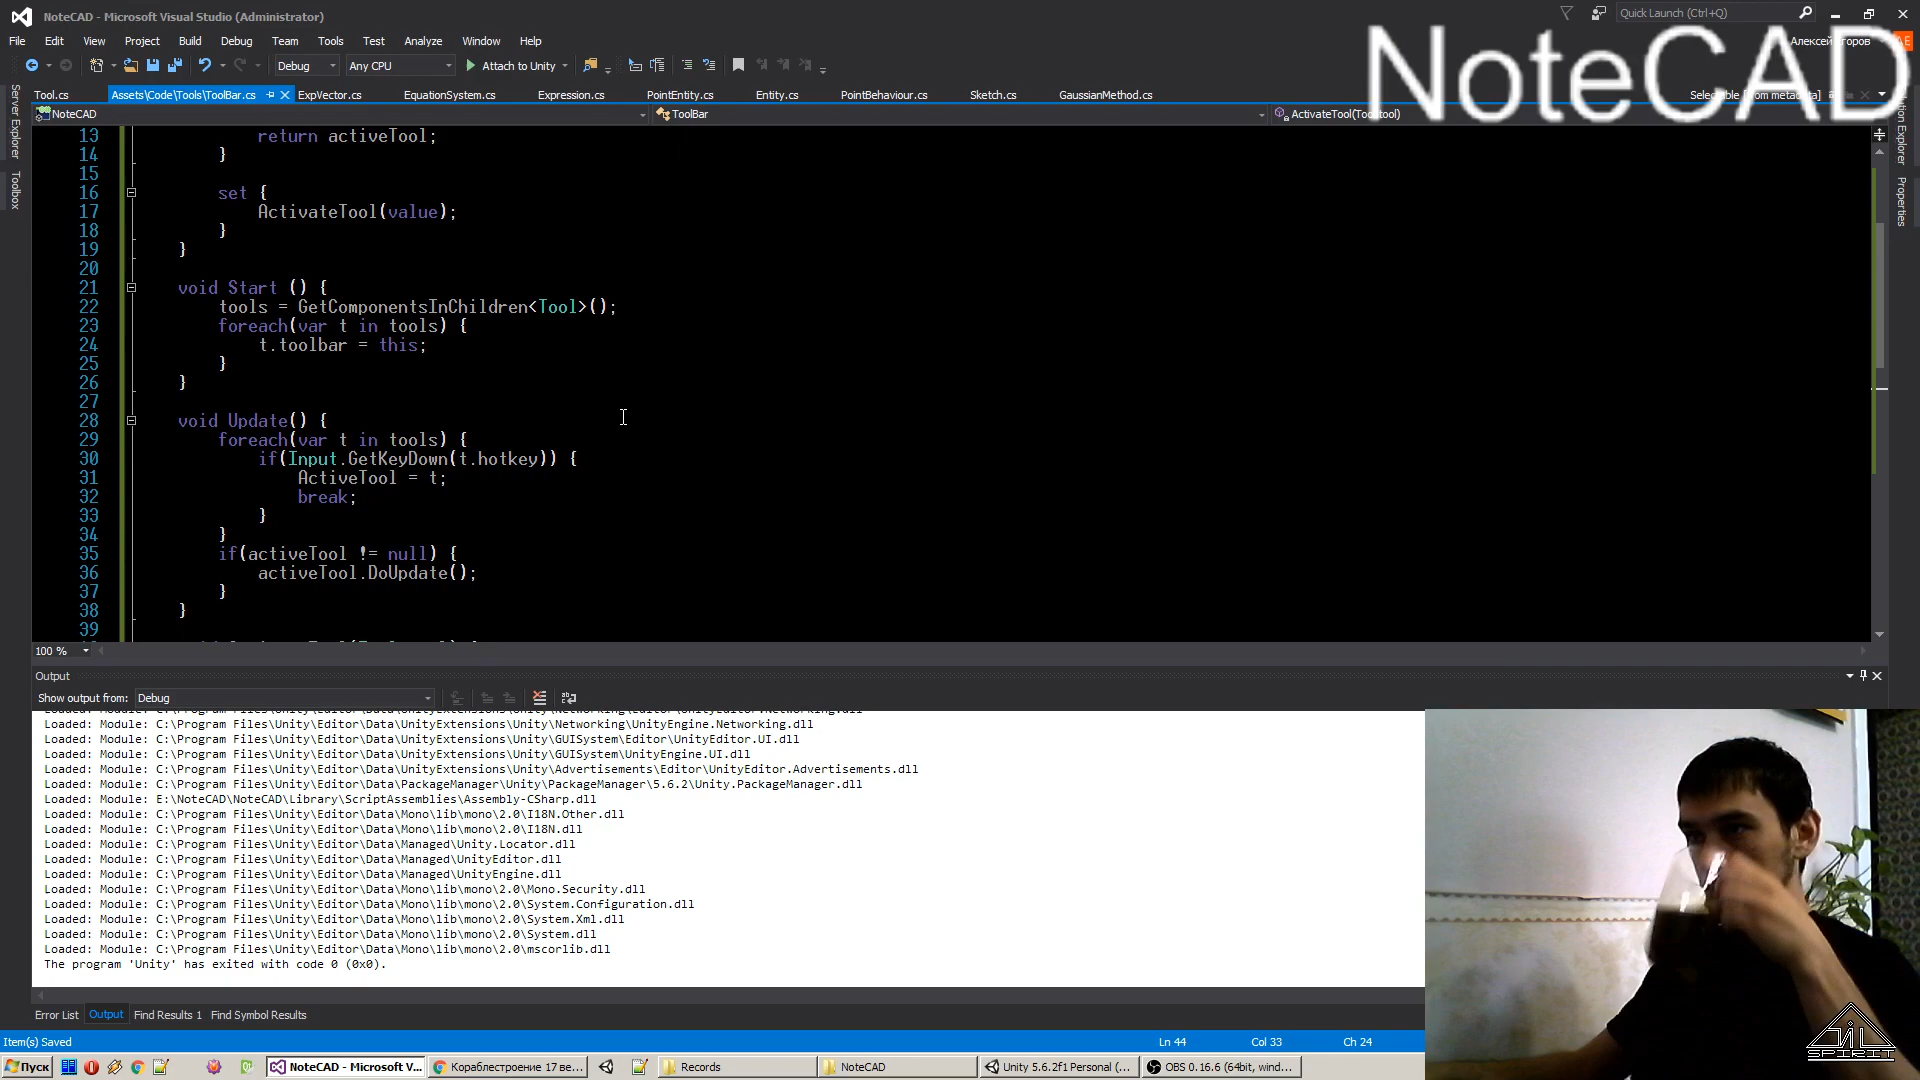 NoteCAD - Microsoft Visual Studio (Administrator)
Quick Launch (Ctrl+Q)
File Edit View Project Build Debug Team Tools Test Analyze Window Help
NoteCAD
Debug Any CPU Attach to Unity
Tool.cs Assets\Code\Tools\ToolBar.cs ExpVector.cs EquationSystem.cs Expression.cs PointEntity.cs Entity.cs PointBehaviour.cs Sketch.cs GaussianMethod.cs Selectable [from metadata]
NoteCAD ToolBar ActivateTool(Tool tool)
Server Explorer
Toolbox
Properties
13 return activeTool;
14 }
15
16 set {
17 ActivateTool(value);
18 }
19 }
20
21 void Start () {
22 tools = GetComponentsInChildren<Tool>();
23 foreach(var t in tools) {
24 t.toolbar = this;
25 }
26 }
27
28 void Update() {
29 foreach(var t in tools) {
30 if(Input.GetKeyDown(t.hotkey)) {
31 ActiveTool = t;
32 break;
33 }
34 }
35 if(activeTool != null) {
36 activeTool.DoUpdate();
37 }
38 }
39
100 %
Output
Show output from: Debug
Loaded: Module: C:\Program Files\Unity\Editor\Data\UnityExtensions\Unity\Networking\UnityEngine.Networking.dll
Loaded: Module: C:\Program Files\Unity\Editor\Data\UnityExtensions\Unity\GUISystem\Editor\UnityEditor.UI.dll
Loaded: Module: C:\Program Files\Unity\Editor\Data\UnityExtensions\Unity\GUISystem\UnityEngine.UI.dll
Loaded: Module: C:\Program Files\Unity\Editor\Data\UnityExtensions\Unity\Advertisements\Editor\UnityEditor.Advertisements.dll
Loaded: Module: C:\Program Files\Unity\Editor\Data\PackageManager\Unity\PackageManager\5.6.2\Unity.PackageManager.dll
Loaded: Module: E:\NoteCAD\NoteCAD\Library\ScriptAssemblies\Assembly-CSharp.dll
Loaded: Module: C:\Program Files\Unity\Editor\Data\Mono\lib\mono\2.0\I18N.Other.dll
Loaded: Module: C:\Program Files\Unity\Editor\Data\Mono\lib\mono\2.0\I18N.dll
Loaded: Module: C:\Program Files\Unity\Editor\Data\Managed\Unity.Locator.dll
Loaded: Module: C:\Program Files\Unity\Editor\Data\Managed\UnityEditor.dll
Loaded: Module: C:\Program Files\Unity\Editor\Data\Managed\UnityEngine.dll
Loaded: Module: C:\Program Files\Unity\Editor\Data\Mono\lib\mono\2.0\Mono.Security.dll
Loaded: Module: C:\Program Files\Unity\Editor\Data\Mono\lib\mono\2.0\System.Configuration.dll
Loaded: Module: C:\Program Files\Unity\Editor\Data\Mono\lib\mono\2.0\System.Xml.dll
Loaded: Module: C:\Program Files\Unity\Editor\Data\Mono\lib\mono\2.0\System.dll
Loaded: Module: C:\Program Files\Unity\Editor\Data\Mono\lib\mono\2.0\mscorlib.dll
The program 'Unity' has exited with code 0 (0x0).
Error List Output Find Results 1 Find Symbol Results
Item(s) Saved Ln 44 Col 33 Ch 24
SPIRIT
Пуск NoteCAD - Microsoft V... Кораблестроение 17 ве... Records NoteCAD Unity 5.6.2f1 Personal (... OBS 0.16.6 (64bit, wind...